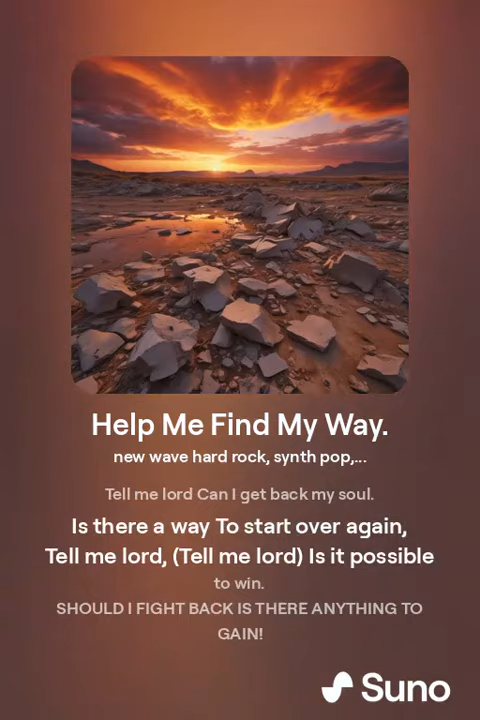 Help Me Find My Way.
new wave hard rock, synth pop,...
Tell me lord Can I get back my soul.
Is there a way To start over again,
Tell me lord, (Tell me lord) Is it possible
to win.
SHOULD I FIGHT BACK IS THERE ANYTHING TO
GAIN!
Suno